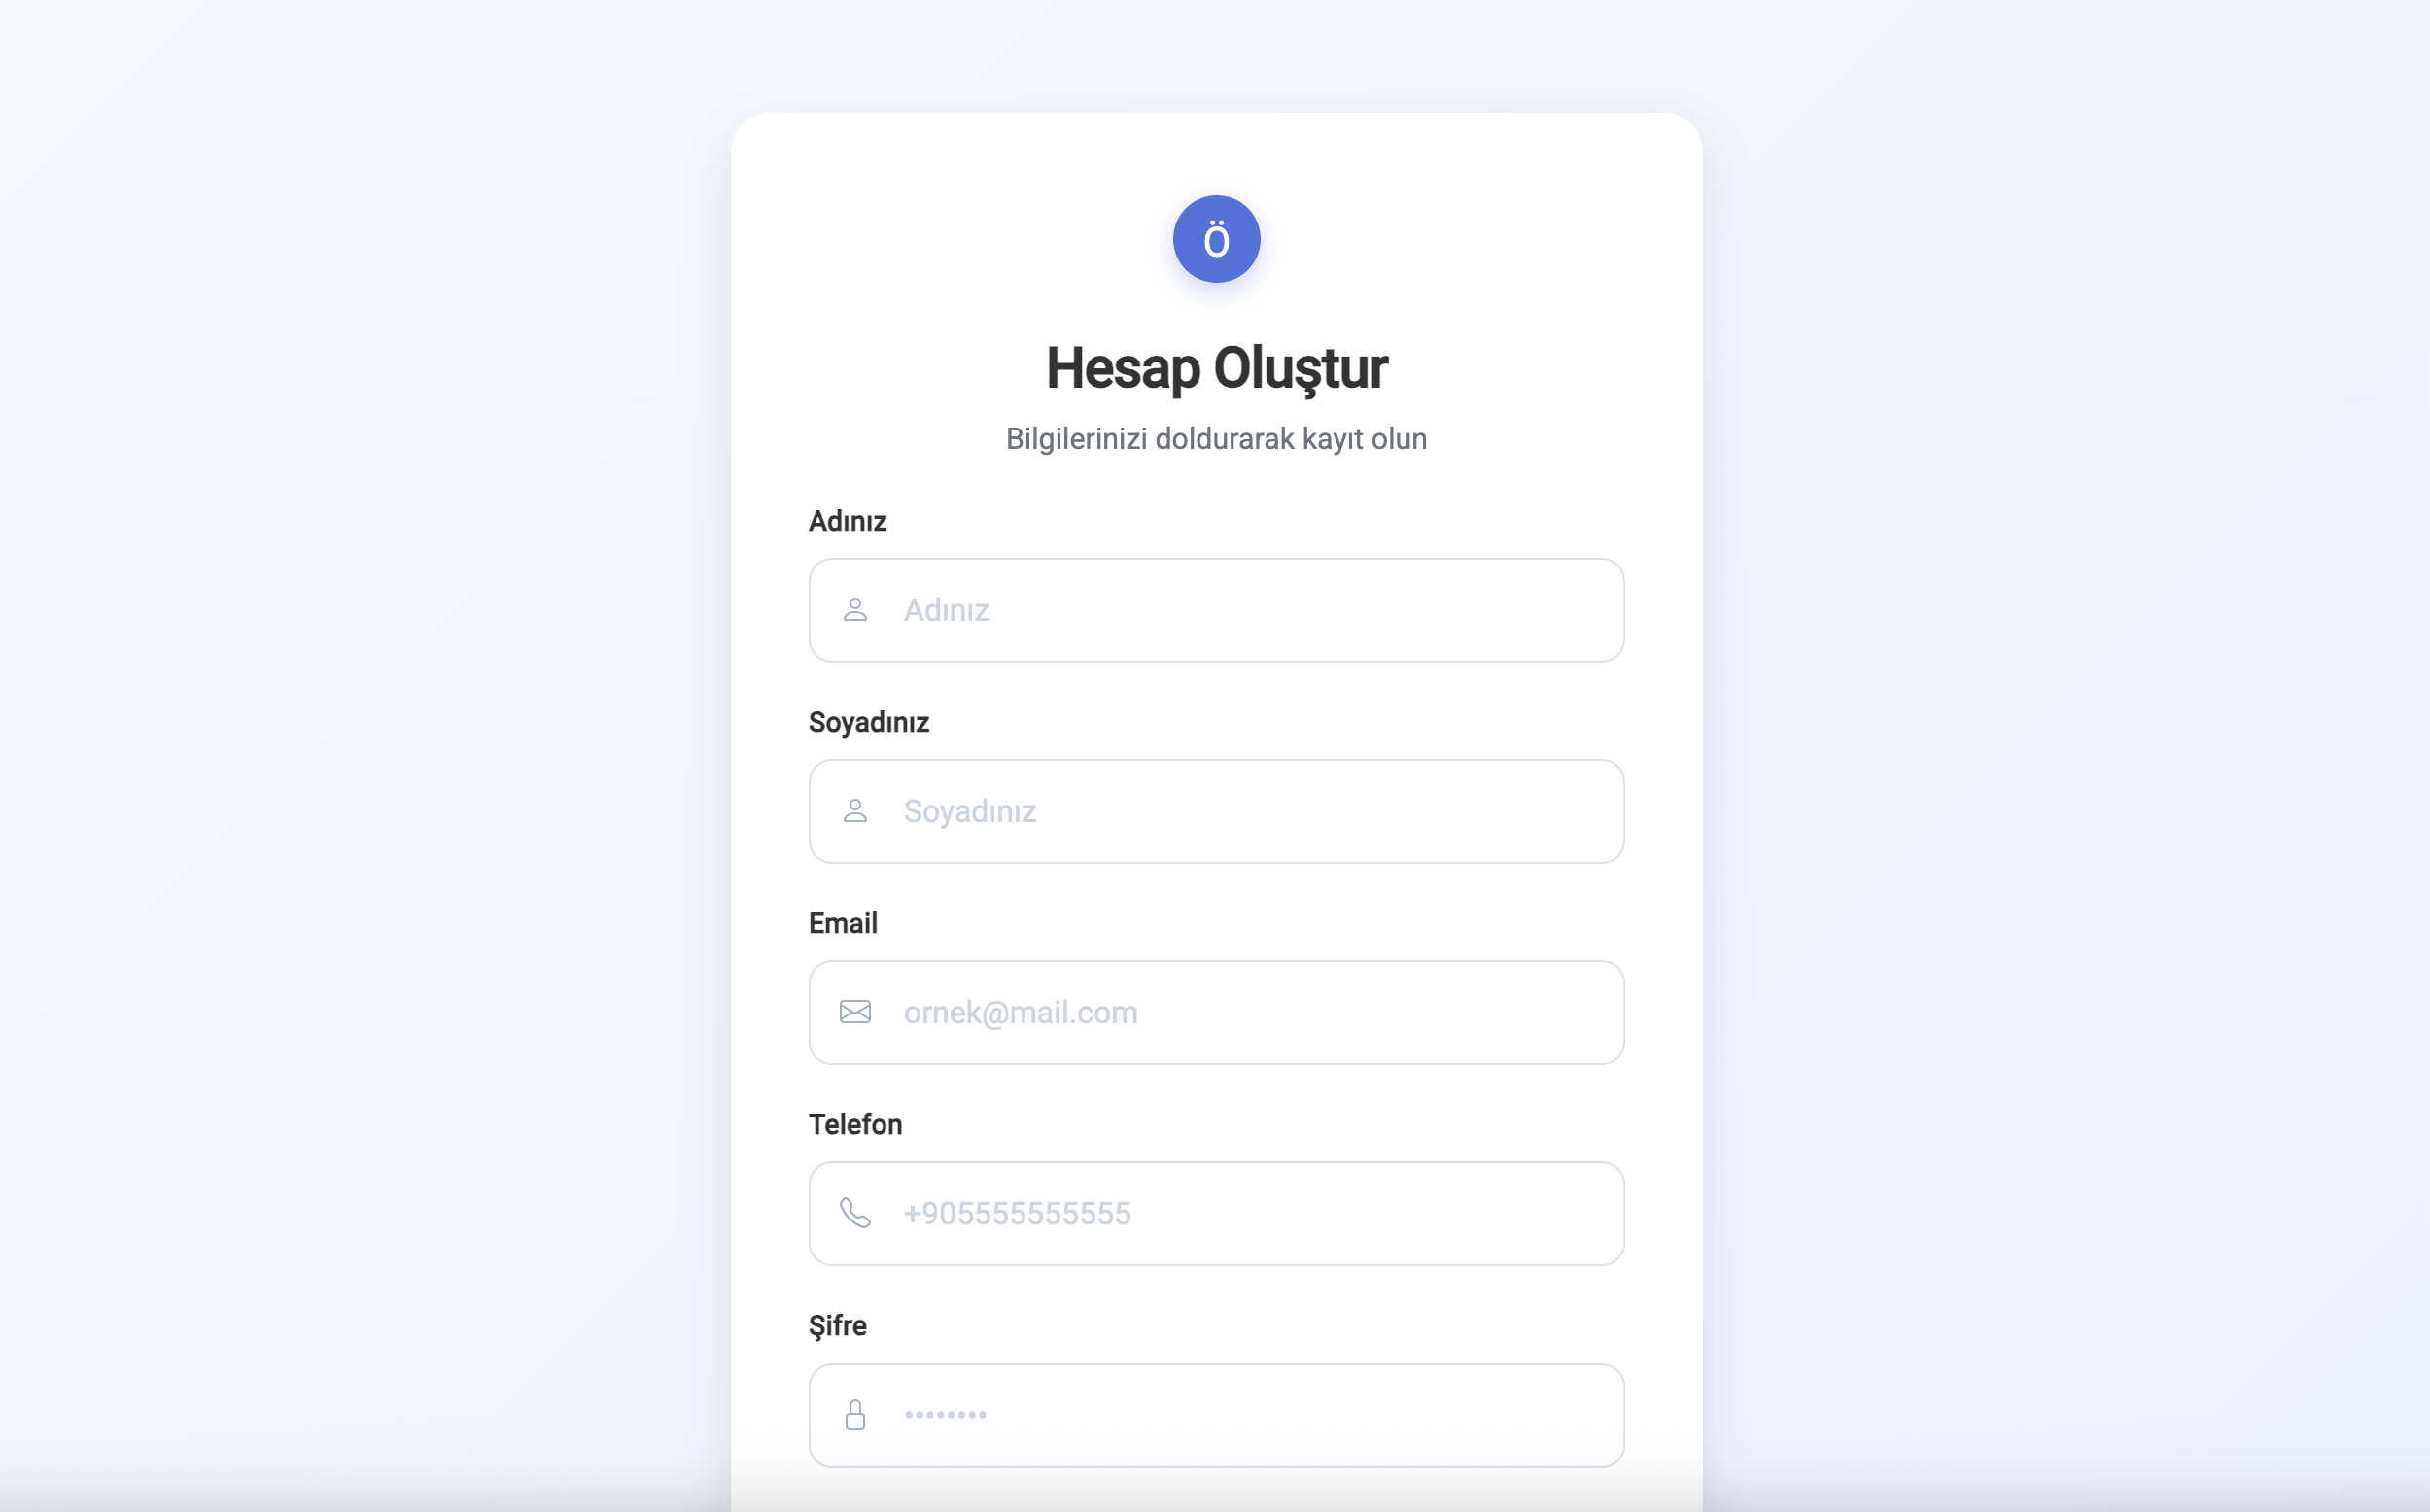 Ö
Hesap Oluştur
Bilgilerinizi doldurarak kayıt olun
Adınız
Adınız
Soyadınız
Soyadınız
Email
ornek@mail.com
Telefon
+905555555555
Şifre
••••••••